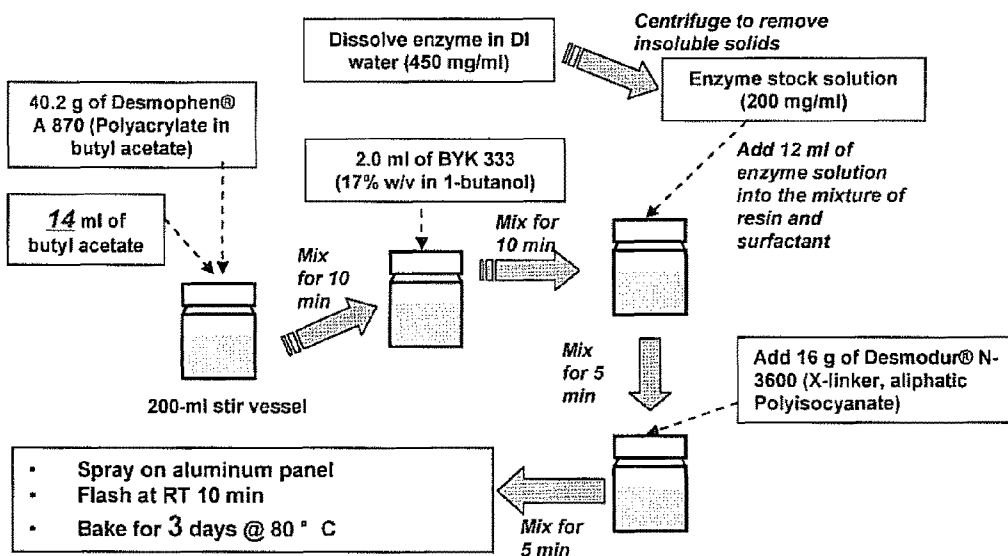 Dissolve enzyme in DI
water (450 mg/ml)
Centrifuge to remove
insoluble solids
Enzyme stock solution
(200 mg/ml)
40.2 g of Desmophen®
A 870 (Polyacrylate in
butyl acetate)
14 ml of
butyl acetate
2.0 ml of BYK 333
(17% w/v in 1-butanol)
Add 12 ml of
enzyme solution
into the mixture of
resin and
surfactant
Mix
for 10
min
Mix for
10 min
200-ml stir vessel
Mix
for 5
min
Add 16 g of Desmodur® N-
3600 (X-linker, aliphatic
Polyisocyanate)
Mix for
5 min
• Spray on aluminum panel
• Flash at RT 10 min
• Bake for 3 days @ 80 ° C